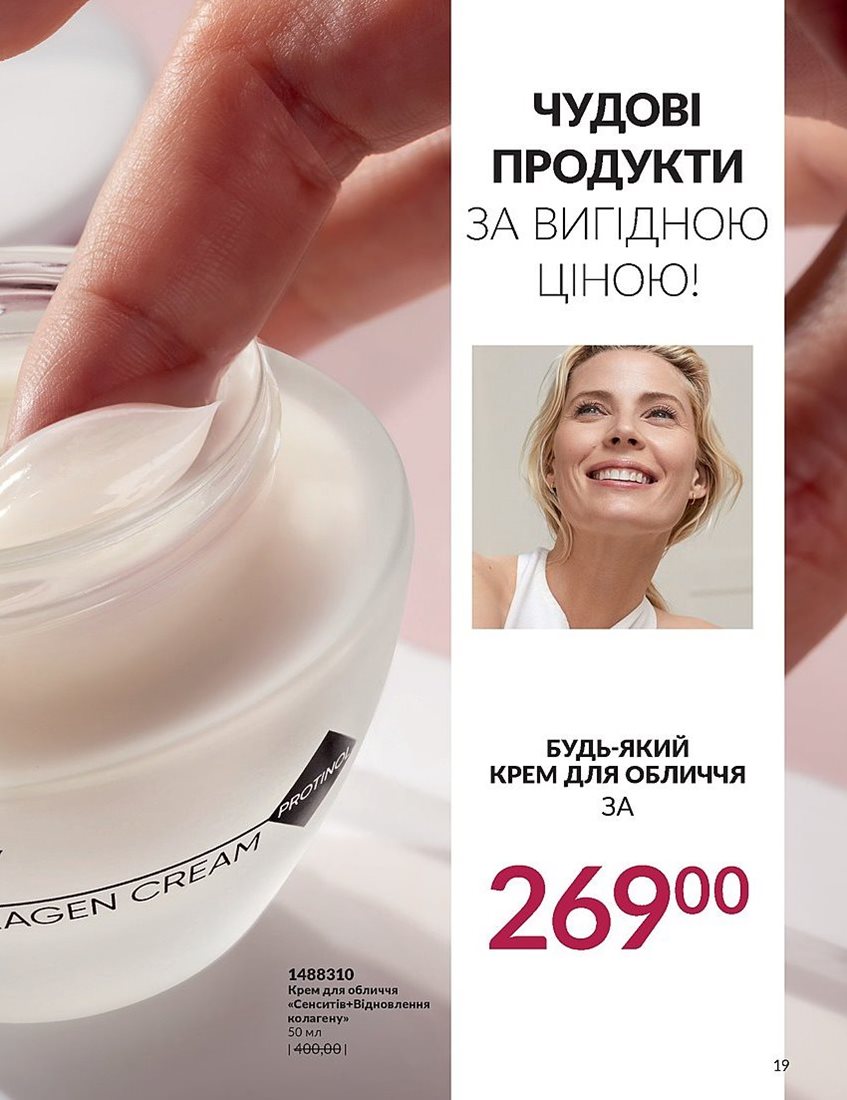 ЧУДОВІ
ПРОДУКТИ
ЗА ВИГІДНОЮ
ЦІНОЮ!
PROTINOL
CREAM
БУДЬ-ЯКИЙ
КРЕМ ДЛЯ ОБЛИЧЧЯ
ЗА
26900
1488310
Крем для обличчя
«Сенситів+Відновлення
колагену»
50 мл
|400,00|
19